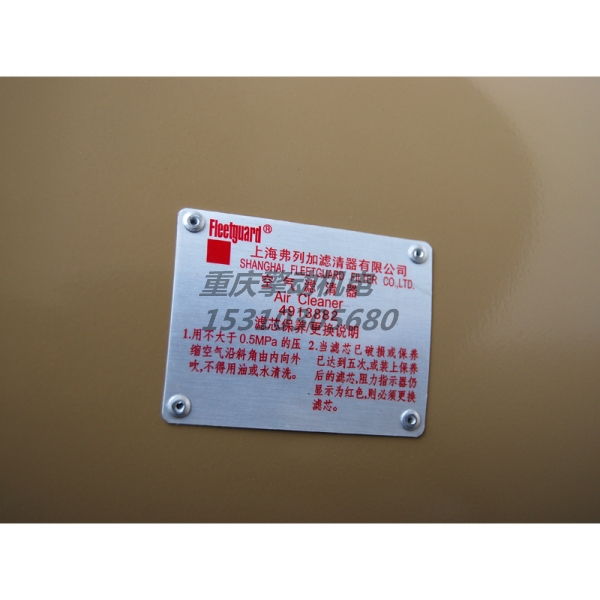 Fleetguard®
上海弗列加滤清器有限公司
SHANGHAI FLEETGUARD FILTER CO.,LTD.
空气滤清器
Air Cleaner
4913882
滤芯保养/更换说明
1.用不大于0.5MPa的压
缩空气沿斜角由内向外
吹,不得用油或水清洗。
2.当滤芯已破损或保养
已达到五次,或装上保养
后的滤芯,阻力指示器仍
显示为红色,则必须更换
滤芯。
重庆擎动机电